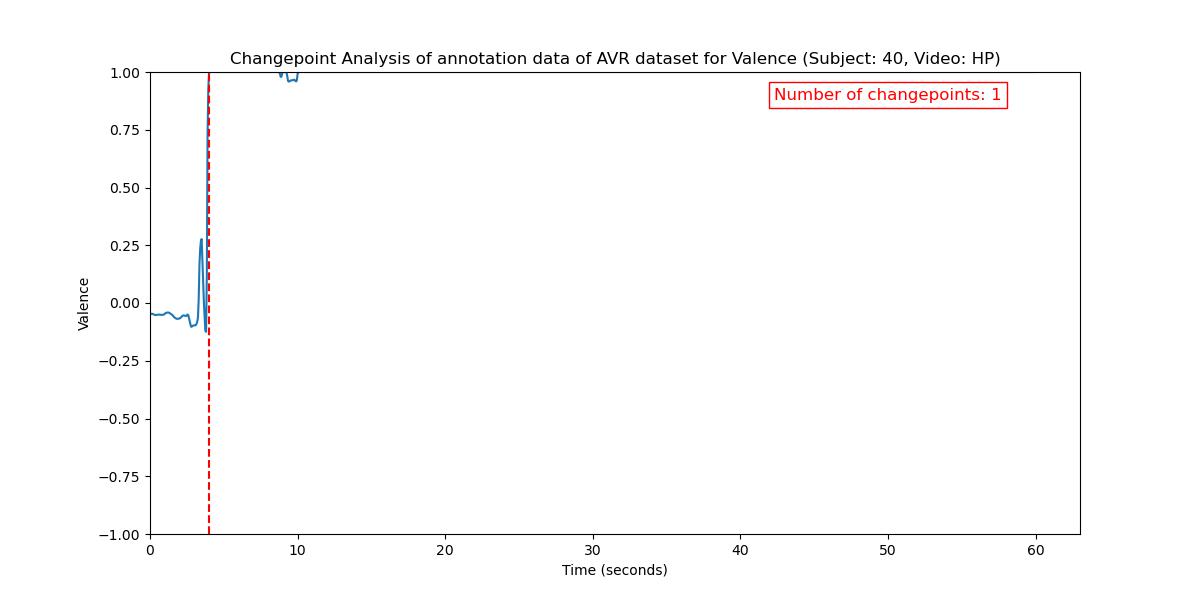 Changepoint Analysis of annotation data of AVR dataset for Valence (Subject: 40, Video: HP)
Number of changepoints: 1
1.00
0.75
0.50
0.25
0.00
−0.25
−0.50
−0.75
−1.00
Valence
0 10 20 30 40 50 60
Time (seconds)